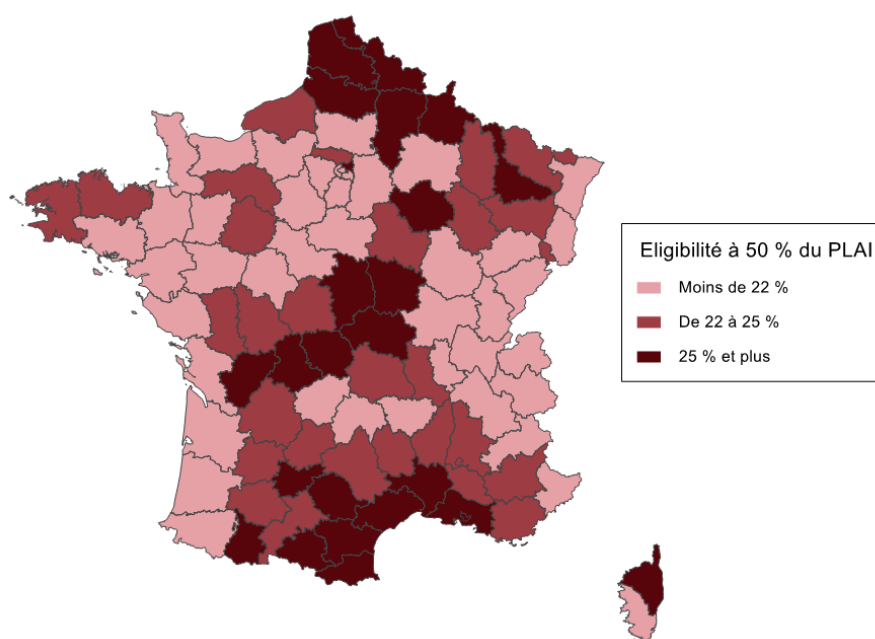 Eligibilité à 50 % du PLAI
Moins de 22 %
De 22 à 25 %
25 % et plus